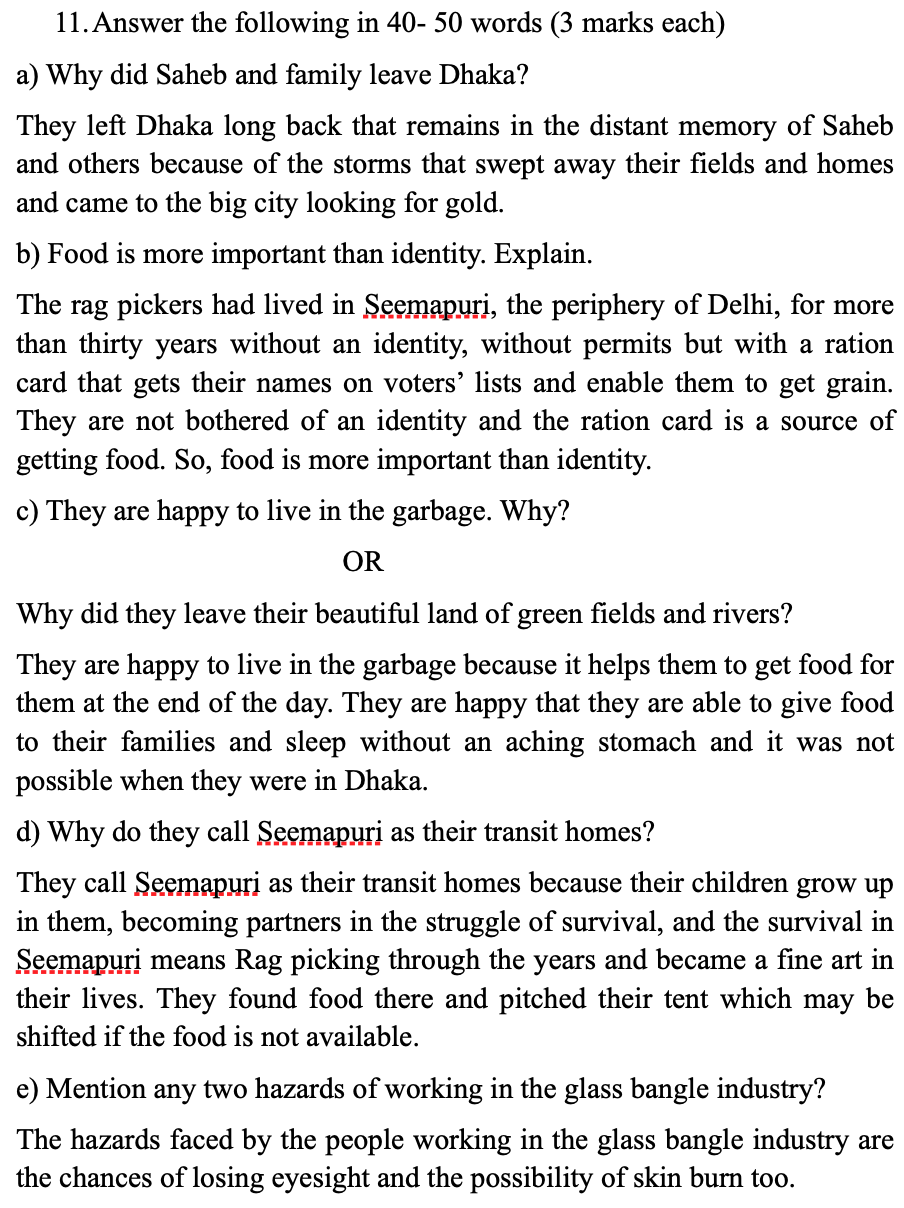 11. Answer the following in 40- 50 words (3 marks each)
a) Why did Saheb and family leave Dhaka?
They left Dhaka long back that remains in the distant memory of Saheb
and others because of the storms that swept away their fields and homes
and came to the big city looking for gold.
b) Food is more important than identity. Explain.
The rag pickers had lived in Seemapuri, the periphery of Delhi, for more
than thirty years without an identity, without permits but with a ration
card that gets their names on voters’ lists and enable them to get grain.
They are not bothered of an identity and the ration card is a source of
getting food. So, food is more important than identity.
c) They are happy to live in the garbage. Why?
OR
Why did they leave their beautiful land of green fields and rivers?
They are happy to live in the garbage because it helps them to get food for
them at the end of the day. They are happy that they are able to give food
to their families and sleep without an aching stomach and it was not
possible when they were in Dhaka.
d) Why do they call Seemapuri as their transit homes?
They call Seemapuri as their transit homes because their children grow up
in them, becoming partners in the struggle of survival, and the survival in
Seemapuri means Rag picking through the years and became a fine art in
their lives. They found food there and pitched their tent which may be
shifted if the food is not available.
e) Mention any two hazards of working in the glass bangle industry?
The hazards faced by the people working in the glass bangle industry are
the chances of losing eyesight and the possibility of skin burn too.